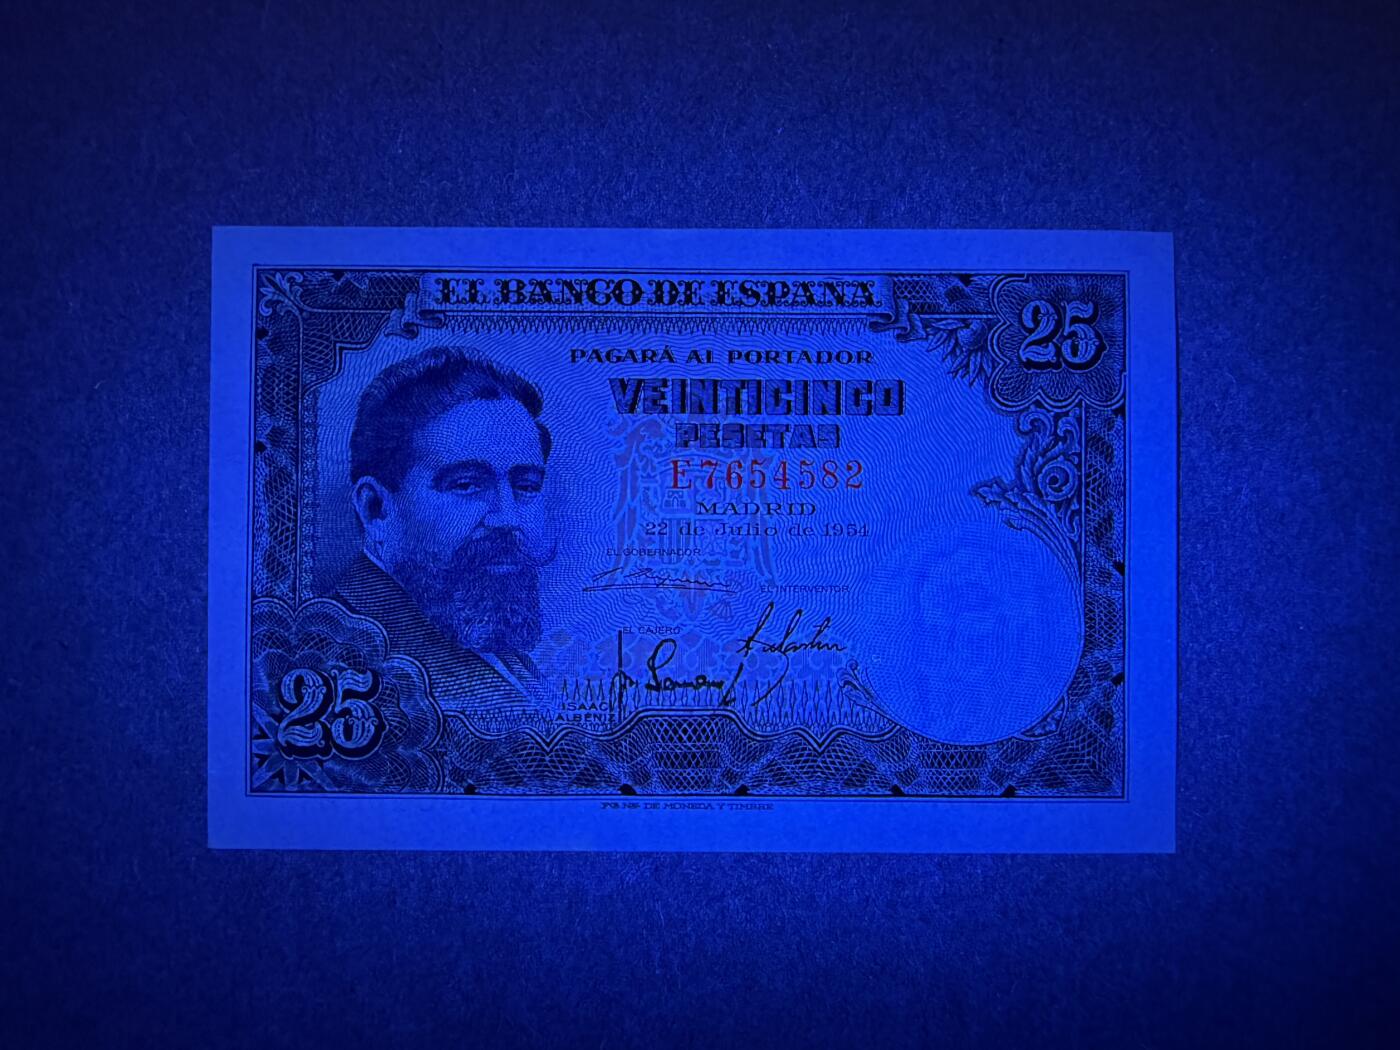 EL BANCO DE ESPAÑA
25
PAGARÁ AL PORTADOR
VEINTICINCO
PESETAS
E7654582
MADRID
22 de Julio de 1954
EL GOBERNADOR
EL INTERVENTOR
EL CAJERO
25
ISAAC
ALBENIZ
FCA. NAL. DE MONEDA Y TIMBRE